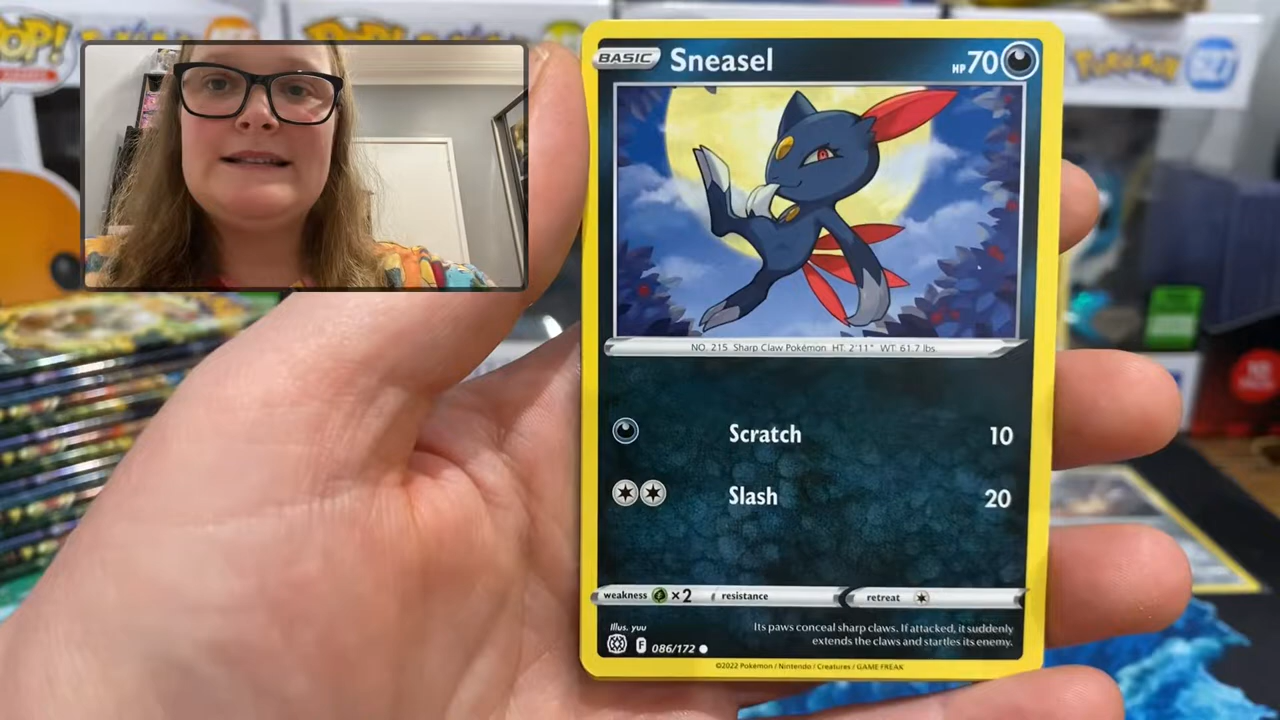 POP!
Pokémon
BASIC Sneasel HP 70
NO. 215 Sharp Claw Pokémon HT: 2'11" WT: 61.7 lbs.
Scratch 10
Slash 20
weakness ×2 resistance retreat
Illus. yuu
Its paws conceal sharp claws. If attacked, it suddenly
extends the claws and startles its enemy.
F 086/172
©2022 Pokémon / Nintendo / Creatures / GAME FREAK